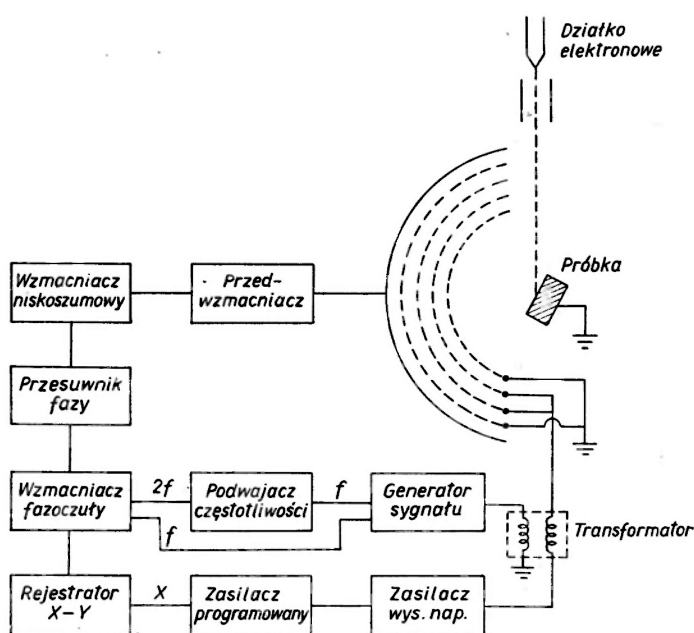 Działko
elektronowe
Próbka
Wzmacniacz
niskoszumowy
Przed-
wzmacniacz
Przesuwnik
fazy
Wzmacniacz
fazoczuły
2f
Podwajacz
częstotliwości
f
Generator
sygnału
f
Transformator
Rejestrator
X-Y
X
Zasilacz
programowany
Zasilacz
wys. nap.